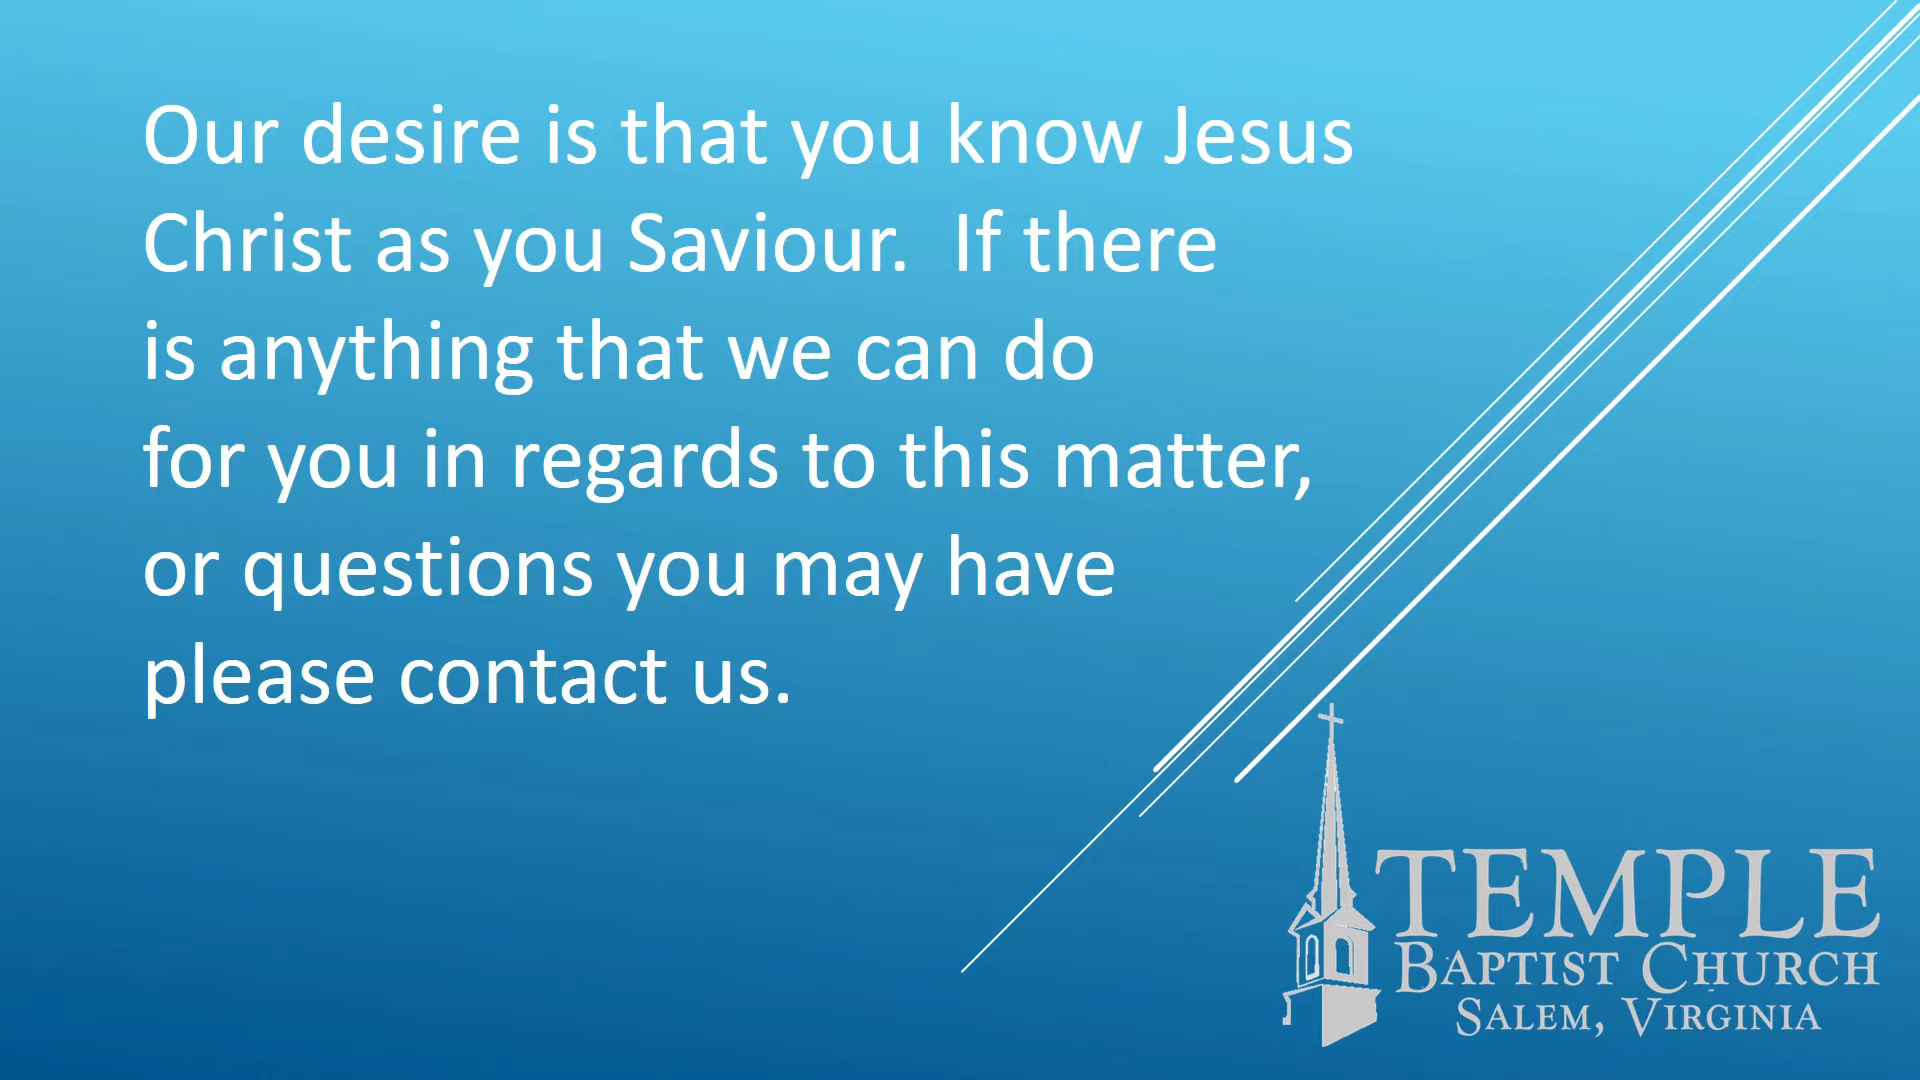 Our desire is that you know Jesus
Christ as you Saviour.  If there
is anything that we can do
for you in regards to this matter,
or questions you may have
please contact us.
TEMPLE
BAPTIST CHURCH
SALEM, VIRGINIA